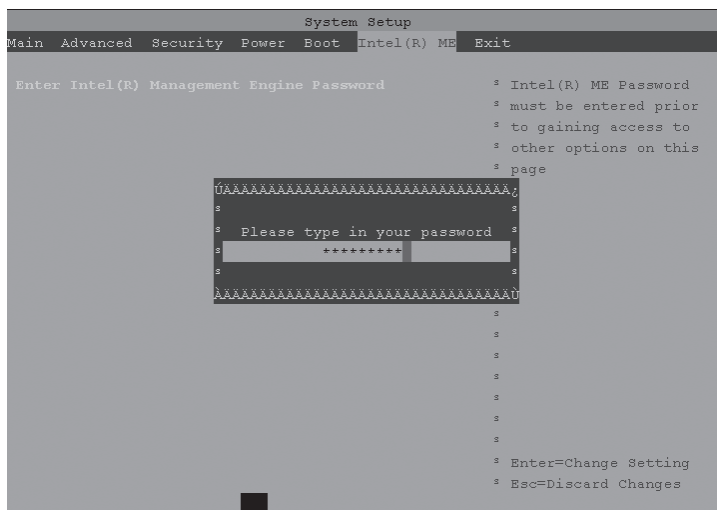 System Setup
Main Advanced Security Power Boot Intel(R) ME Exit
Enter Intel(R) Management Engine Password
s Intel(R) ME Password
s must be entered prior
s to gaining access to
s other options on this
s page
ÚÄÄÄÄÄÄÄÄÄÄÄÄÄÄÄÄÄÄÄÄÄÄÄÄÄÄÄÄÄÄÄÄ¿
s s
s Please type in your password s
s ********* s
s s
ÀÄÄÄÄÄÄÄÄÄÄÄÄÄÄÄÄÄÄÄÄÄÄÄÄÄÄÄÄÄÄÄÄÙ
s
s
s
s
s
s
s
s Enter=Change Setting
s Esc=Discard Changes